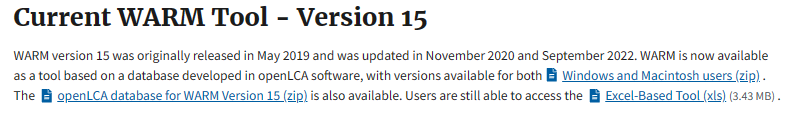 Current WARM Tool – Version 15
WARM version 15 was originally released in May 2019 and was updated in November 2020 and September 2022. WARM is now available
as a tool based on a database developed in openLCA software, with versions available for both Windows and Macintosh users (zip) .
The openLCA database for WARM Version 15 (zip) is also available. Users are still able to access the Excel-Based Tool (xls) (3.43 MB) .